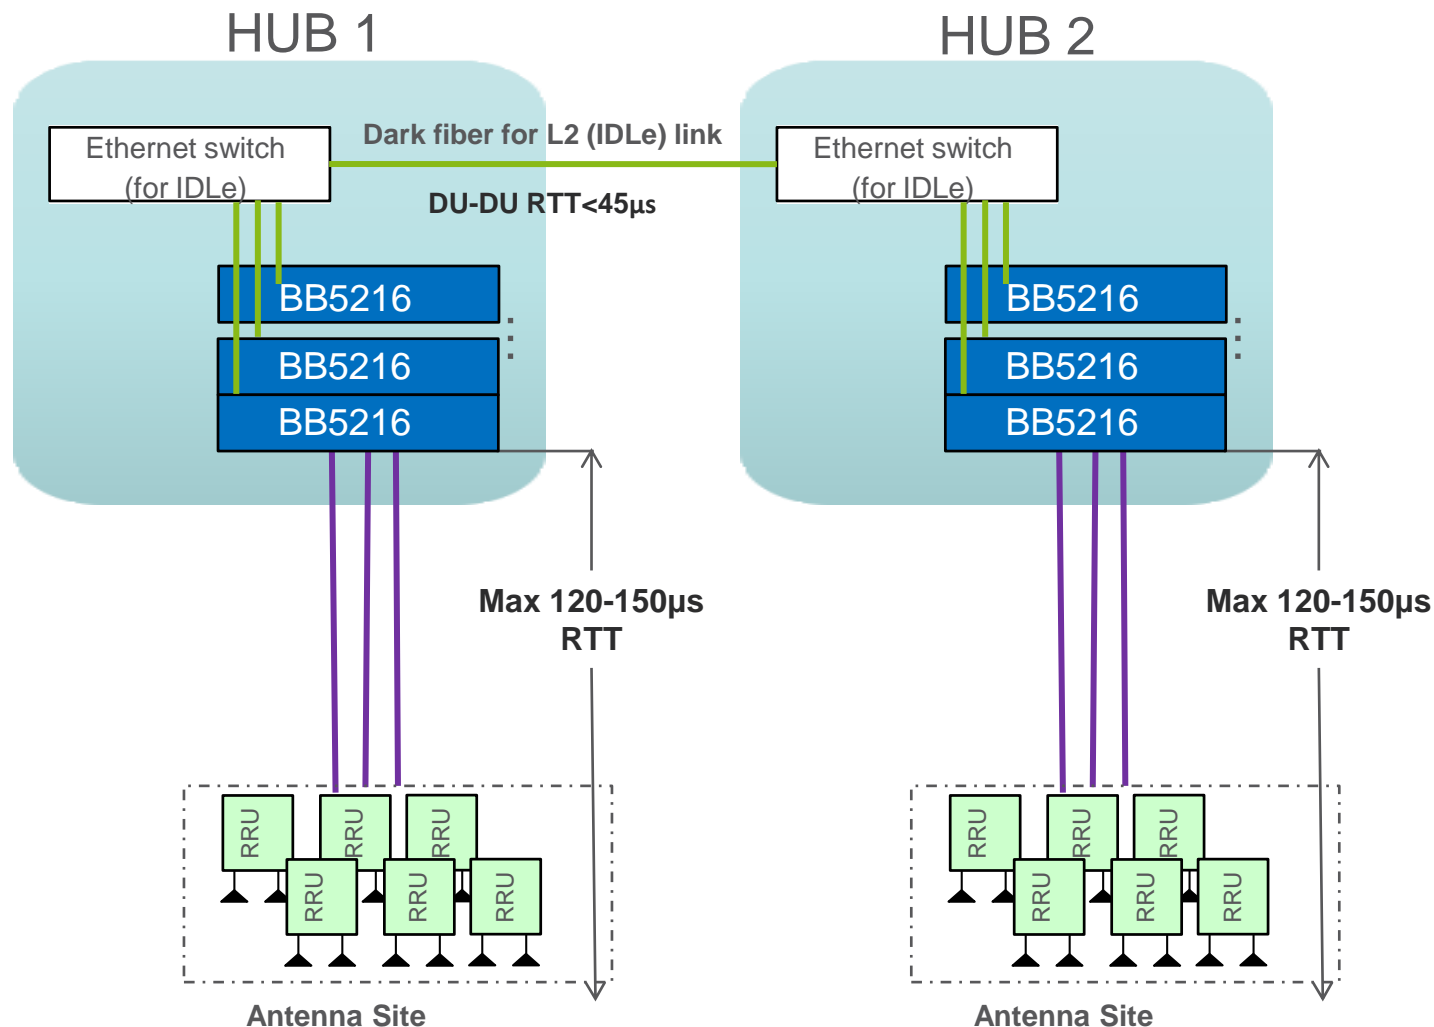 HUB 1
HUB 2
Ethernet switch
(for IDLe)
Dark fiber for L2 (IDLe) link
DU-DU RTT<45µs
Ethernet switch
(for IDLe)
BB5216
BB5216
BB5216
BB5216
BB5216
BB5216
Max 120-150µs
RTT
Max 120-150µs
RTT
RRU
RRU
RRU
RRU
RRU
RRU
RRU
RRU
RRU
RRU
RRU
RRU
Antenna Site
Antenna Site